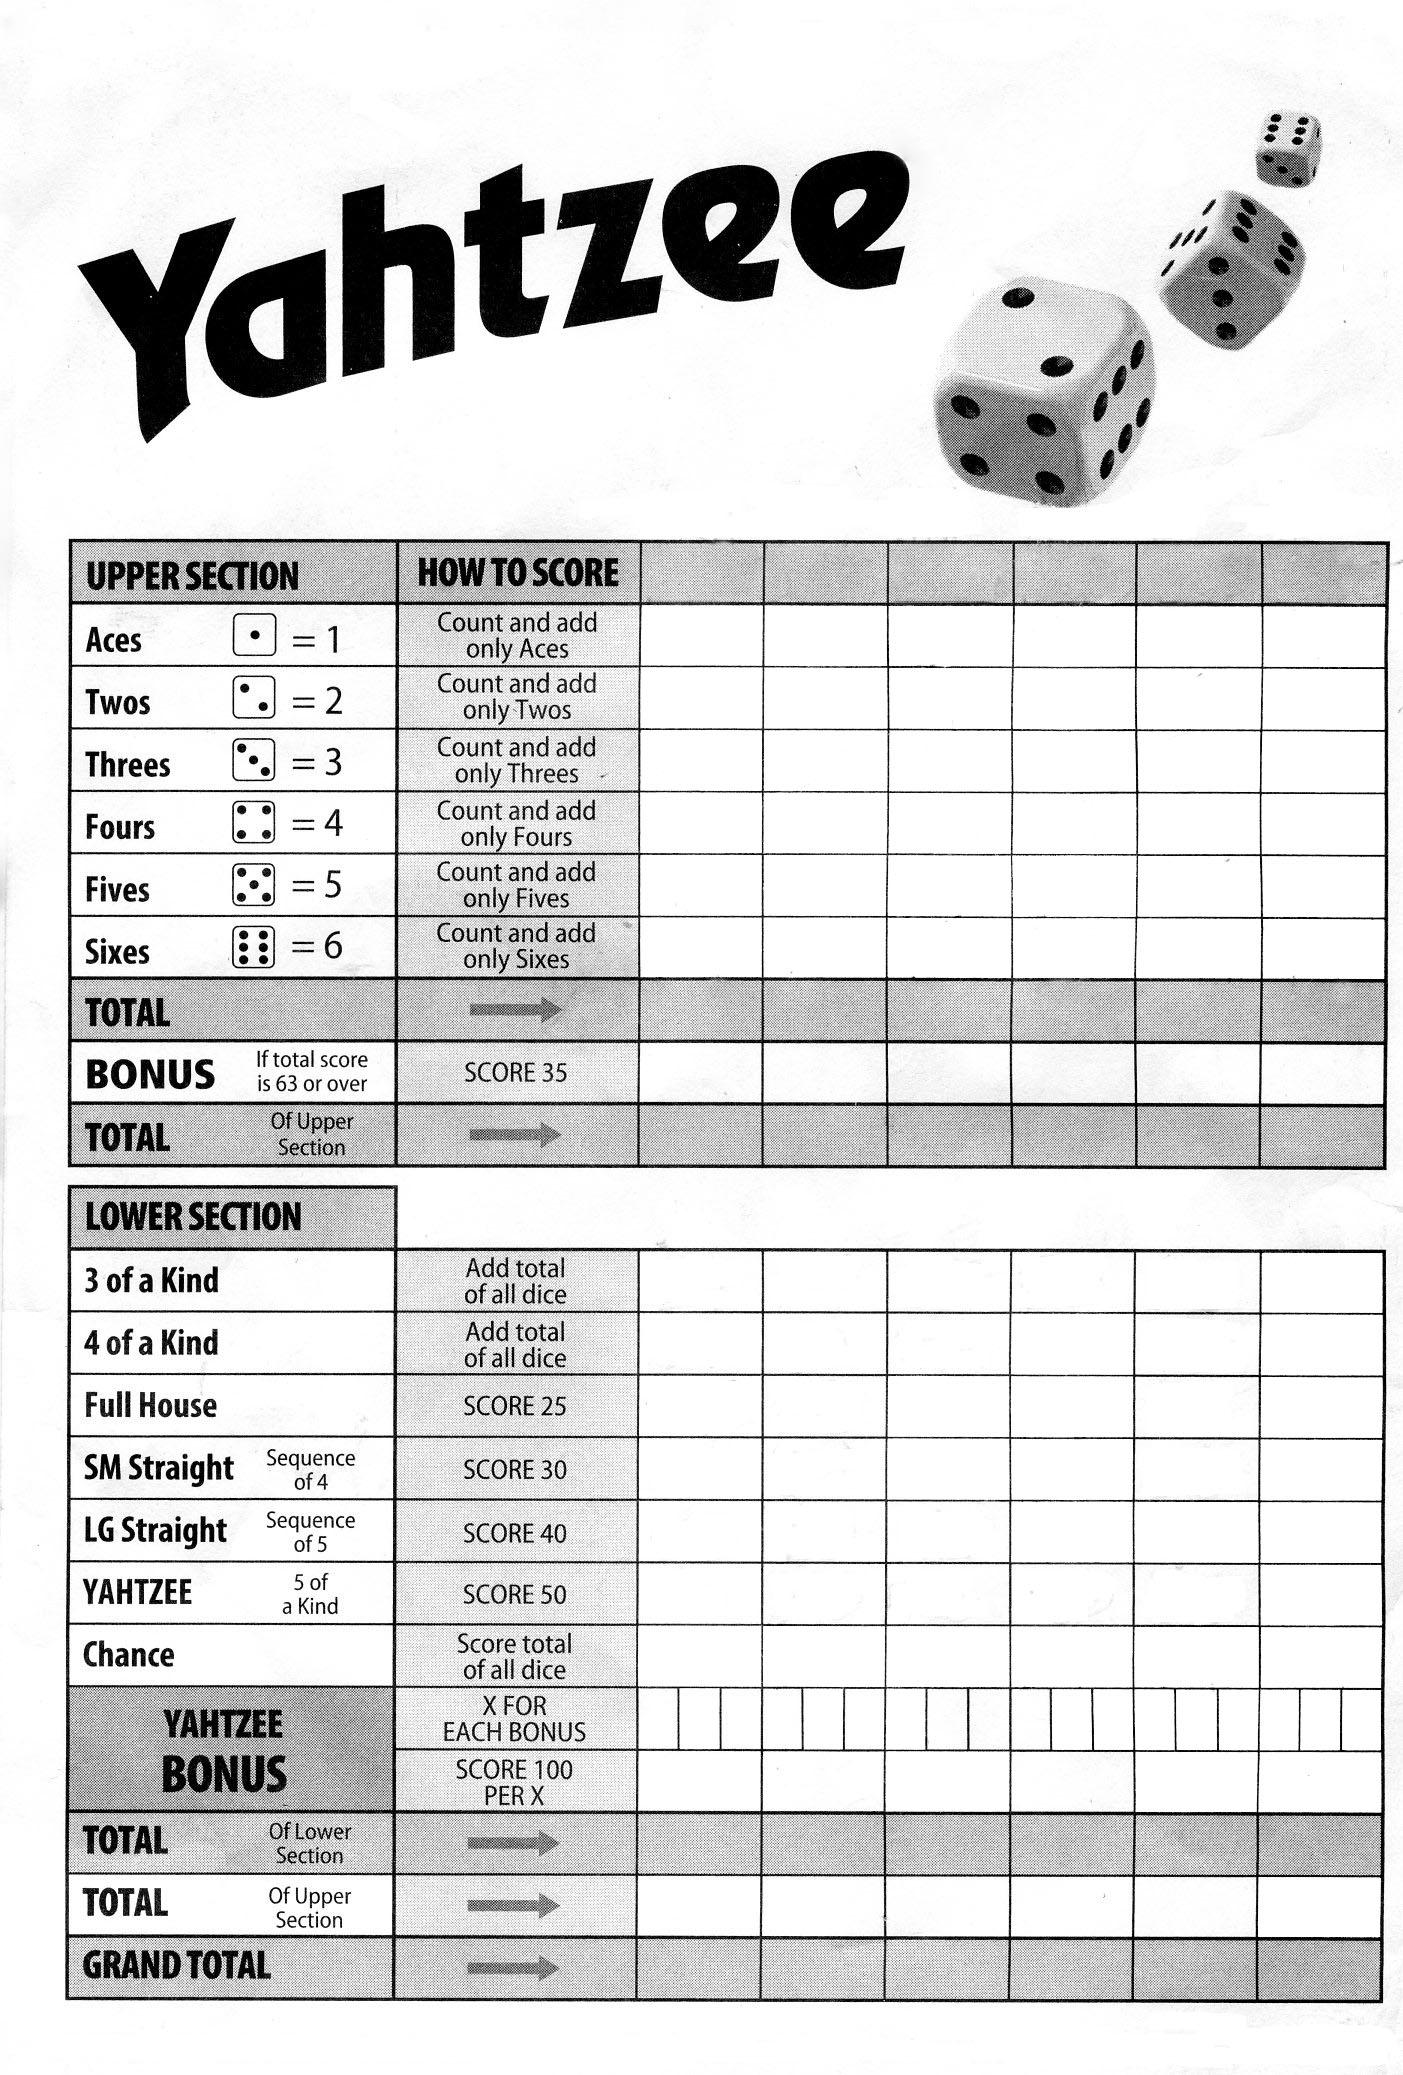 Yahtzee
UPPER SECTION HOW TO SCORE
Aces = 1 Count and add
only Aces
Twos = 2 Count and add
only Twos
Threes = 3 Count and add
only Threes
Fours = 4 Count and add
only Fours
Fives = 5 Count and add
only Fives
Sixes = 6 Count and add
only Sixes
TOTAL
BONUS If total score
is 63 or over SCORE 35
TOTAL Of Upper
Section
LOWER SECTION
3 of a Kind Add total
of all dice
4 of a Kind Add total
of all dice
Full House SCORE 25
SM Straight Sequence
of 4 SCORE 30
LG Straight Sequence
of 5 SCORE 40
YAHTZEE 5 of
a Kind SCORE 50
Chance Score total
of all dice
YAHTZEE
BONUS
X FOR
EACH BONUS
SCORE 100
PER X
TOTAL Of Lower
Section
TOTAL Of Upper
Section
GRAND TOTAL